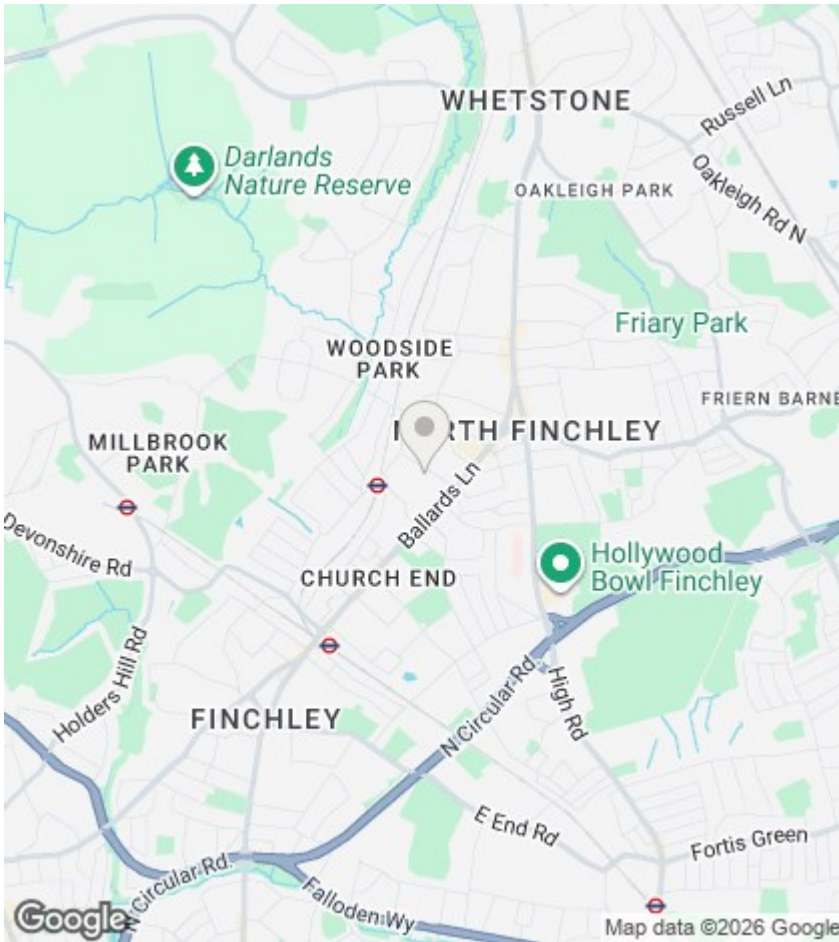 WHETSTONE
Russell Ln
Darlands
Nature Reserve
OAKLEIGH PARK
Oakleigh Rd N
Friary Park
WOODSIDE
PARK
FRIERN BARNE
MILLBROOK
PARK
FINCHLEY
Ballards Ln
Devonshire Rd
Hollywood
Bowl Finchley
CHURCH END
Holders Hill Rd
High Rd
N Circular Rd
FINCHLEY
E End Rd
Fortis Green
N Circular Rd
Falloden Wy
Google
Map data ©2026 Google